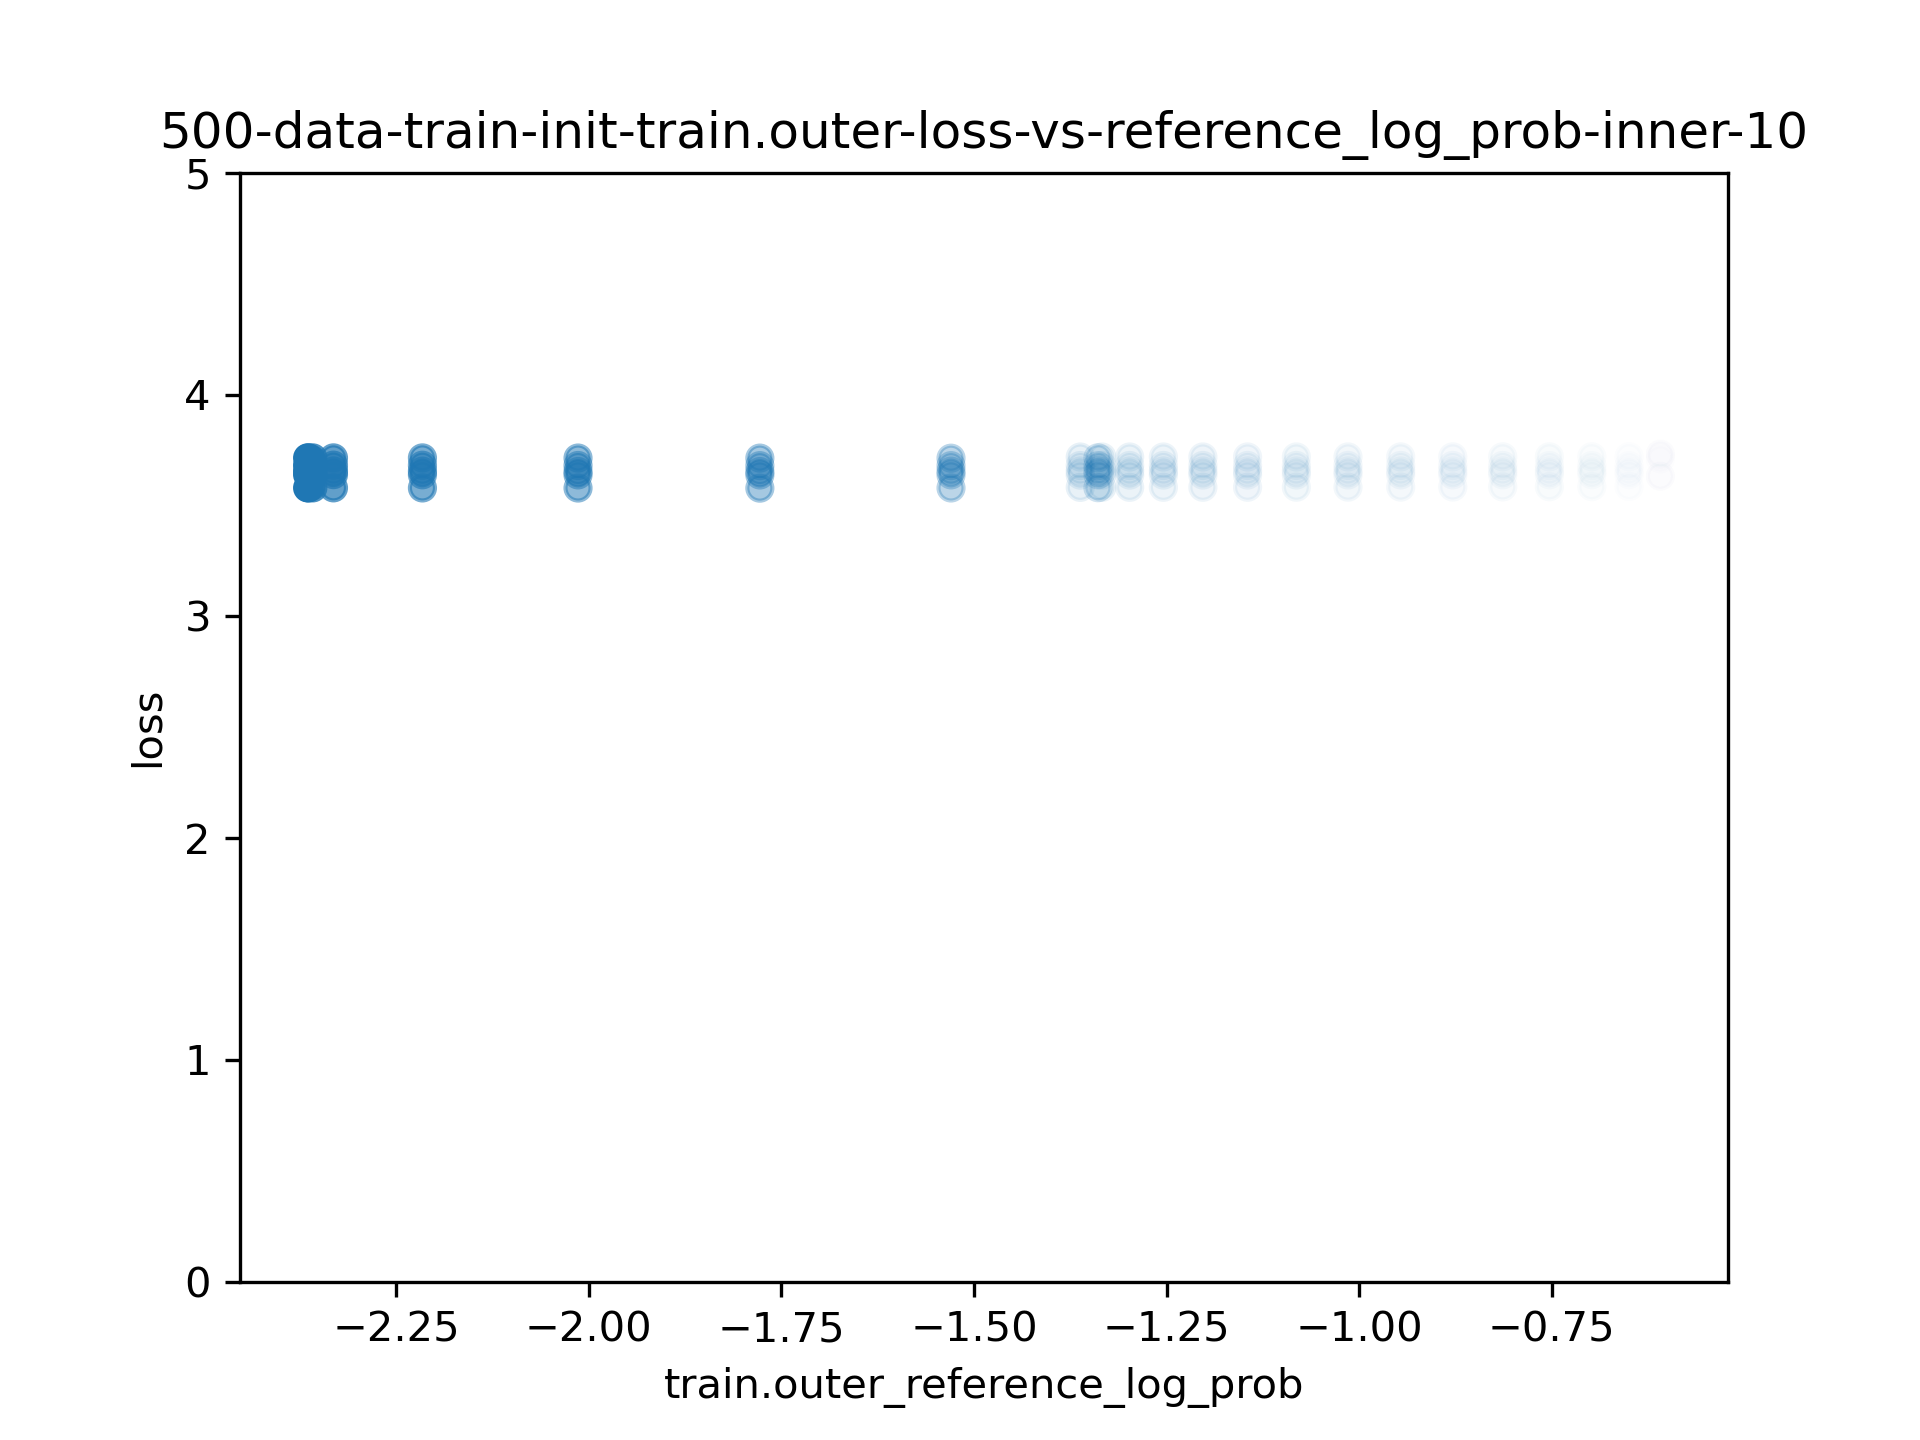 500-data-train-init-train.outer-loss-vs-reference_log_prob-inner-10
5
4
3
2
1
0
loss
−2.25 −2.00 −1.75 −1.50 −1.25 −1.00 −0.75
train.outer_reference_log_prob